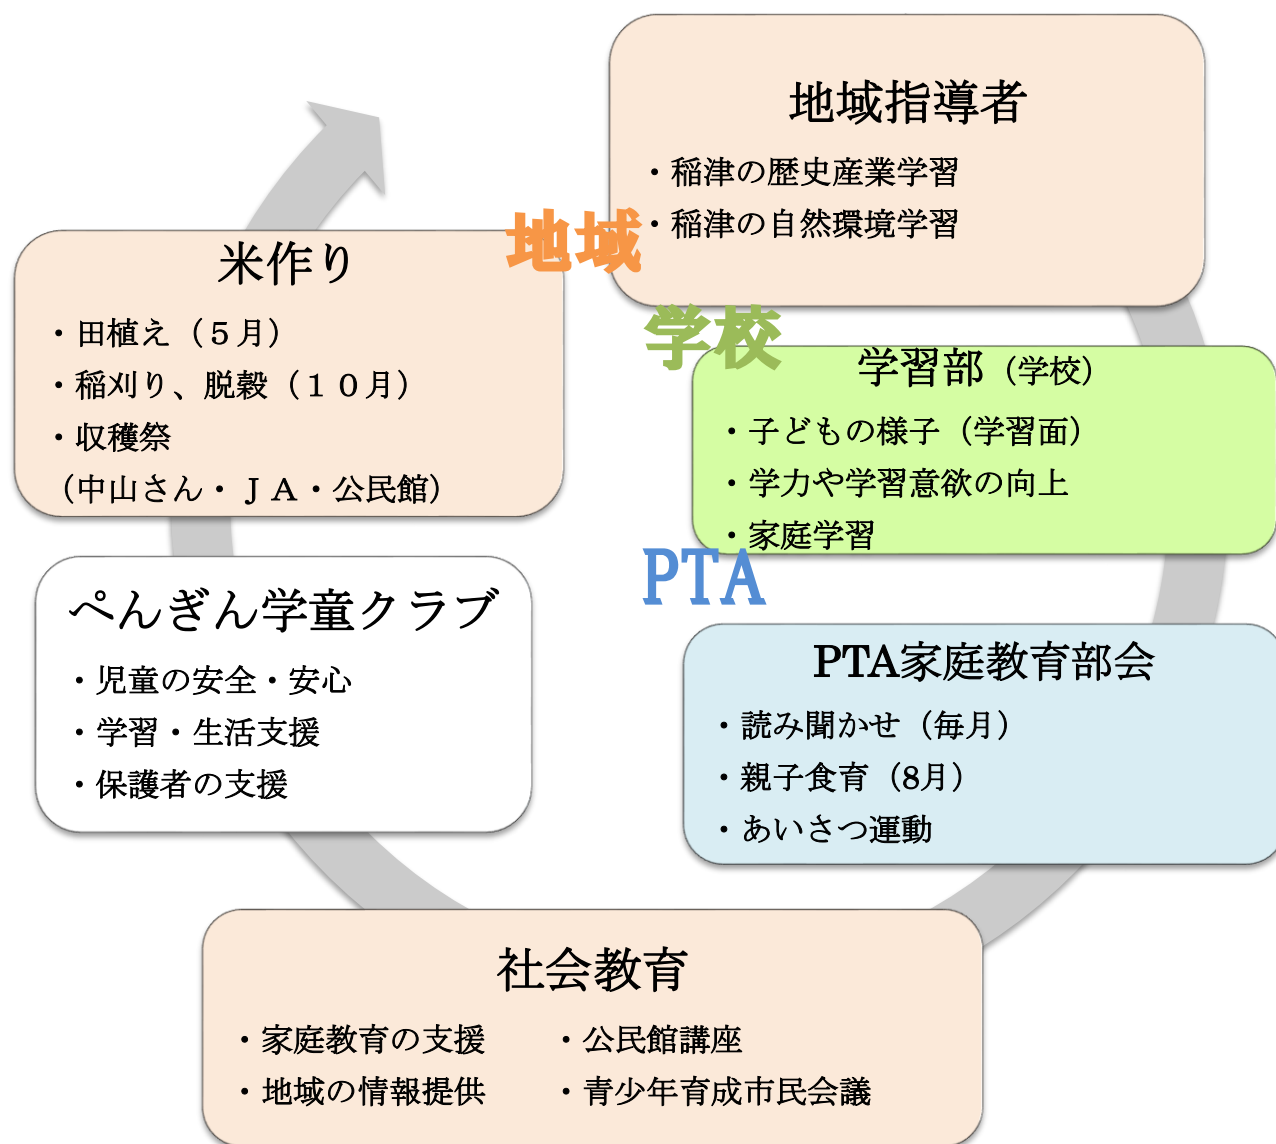 地域指導者
・稲津の歴史産業学習
・稲津の自然環境学習
地域
米作り
・田植え（５月）
・稲刈り、脱穀（１０月）
・収穫祭
（中山さん・ＪＡ・公民館）
学校
学習部（学校）
・子どもの様子（学習面）
・学力や学習意欲の向上
・家庭学習
PTA
ぺんぎん学童クラブ
・児童の安全・安心
・学習・生活支援
・保護者の支援
PTA家庭教育部会
・読み聞かせ（毎月）
・親子食育（8月）
・あいさつ運動
社会教育
・家庭教育の支援　・公民館講座
・地域の情報提供　・青少年育成市民会議